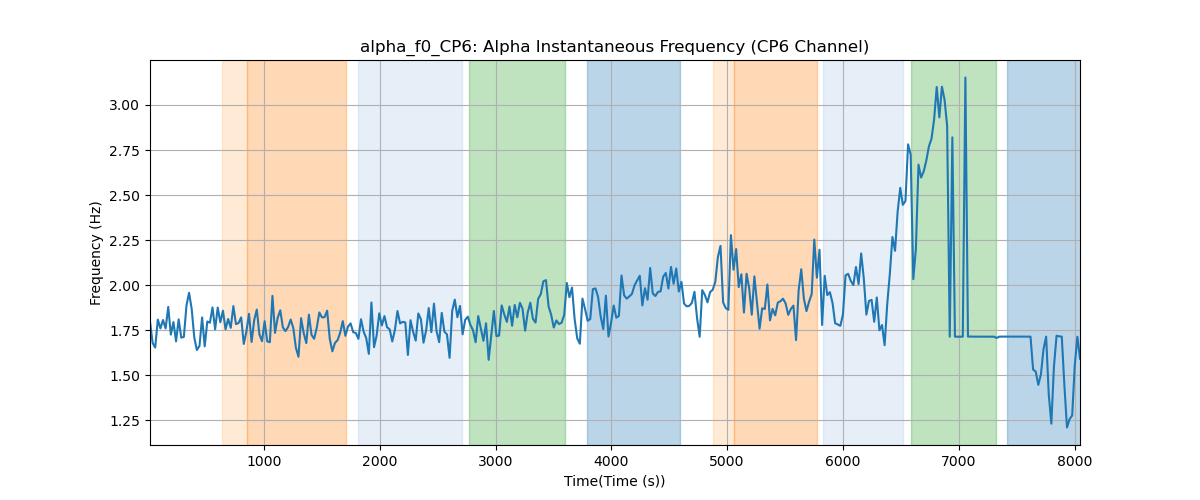 alpha_f0_CP6: Alpha Instantaneous Frequency (CP6 Channel)
Frequency (Hz)
3.00
2.75
2.50
2.25
2.00
1.75
1.50
1.25
1000 2000 3000 4000 5000 6000 7000 8000
Time(Time (s))